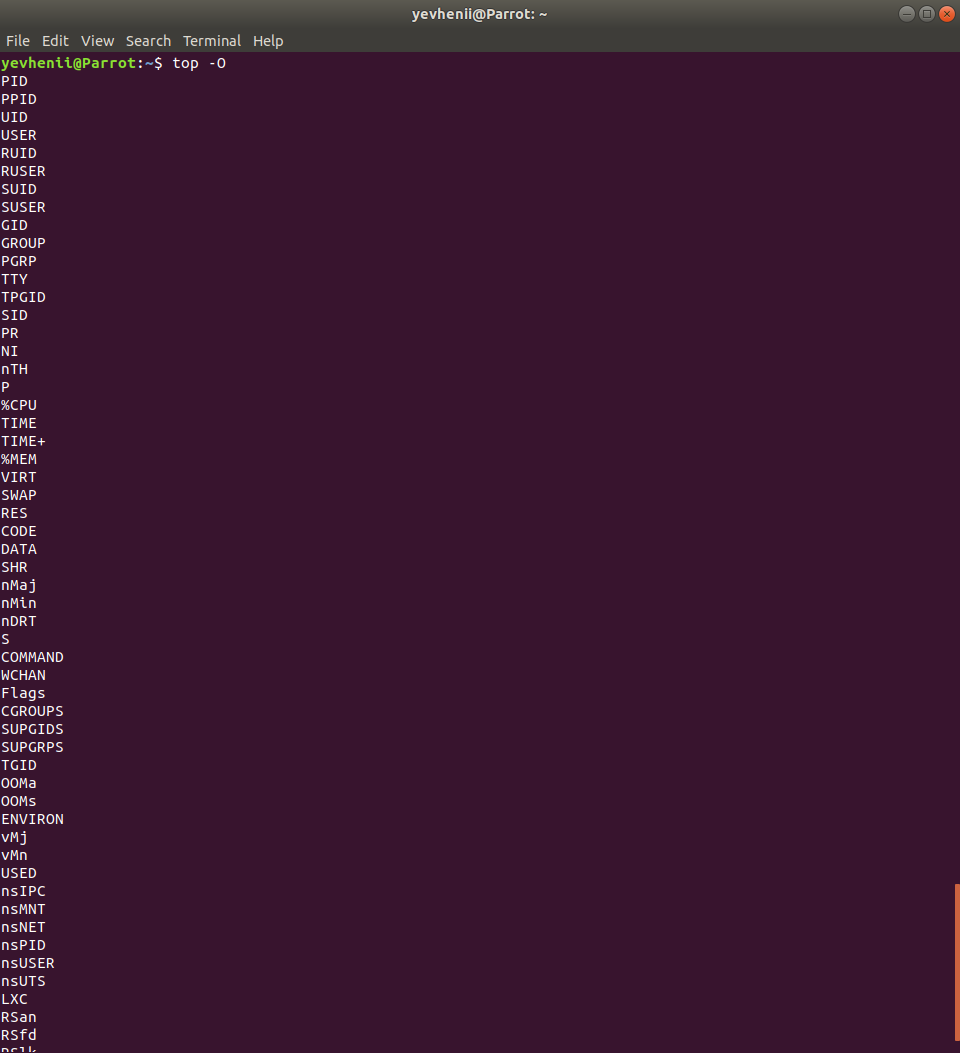 yevhenii@Parrot: ~
File Edit View Search Terminal Help
yevhenii@Parrot:~$ top -O
PID
PPID
UID
USER
RUID
RUSER
SUID
SUSER
GID
GROUP
PGRP
TTY
TPGID
SID
PR
NI
nTH
P
%CPU
TIME
TIME+
%MEM
VIRT
SWAP
RES
CODE
DATA
SHR
nMaj
nMin
nDRT
S
COMMAND
WCHAN
Flags
CGROUPS
SUPGIDS
SUPGRPS
TGID
OOMa
OOMs
ENVIRON
vMj
vMn
USED
nsIPC
nsMNT
nsNET
nsPID
nsUSER
nsUTS
LXC
RSan
RSfd